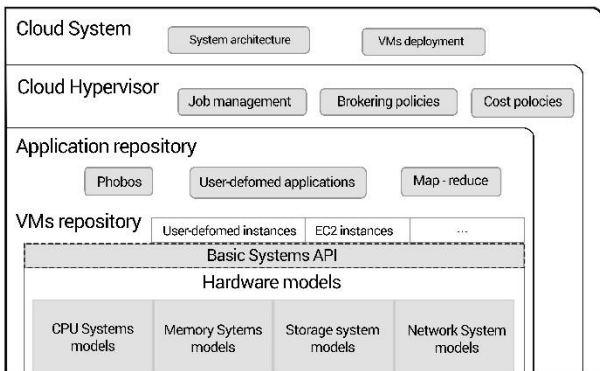 Cloud System
System architecture
VMs deployment
Cloud Hypervisor
Job management
Brokering policies
Cost polocies
Application repository
Phobos
User-defomed applications
Map - reduce
VMs repository
User-defomed instances
EC2 instances
...
Basic Systems API
Hardware models
CPU Systems
models
Memory Sytems
models
Storage system
models
Network System
models